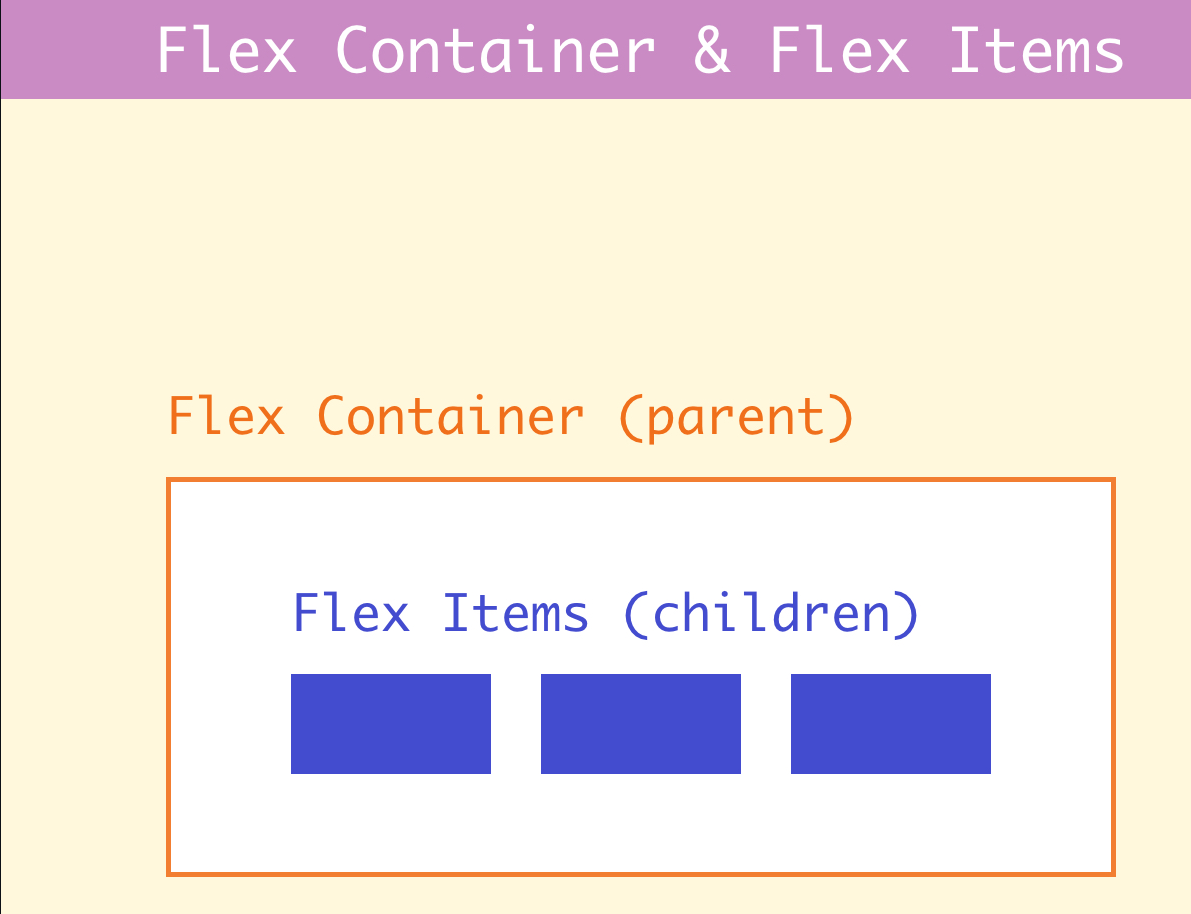 Flex Container & Flex Items
Flex Container (parent)
Flex Items (children)